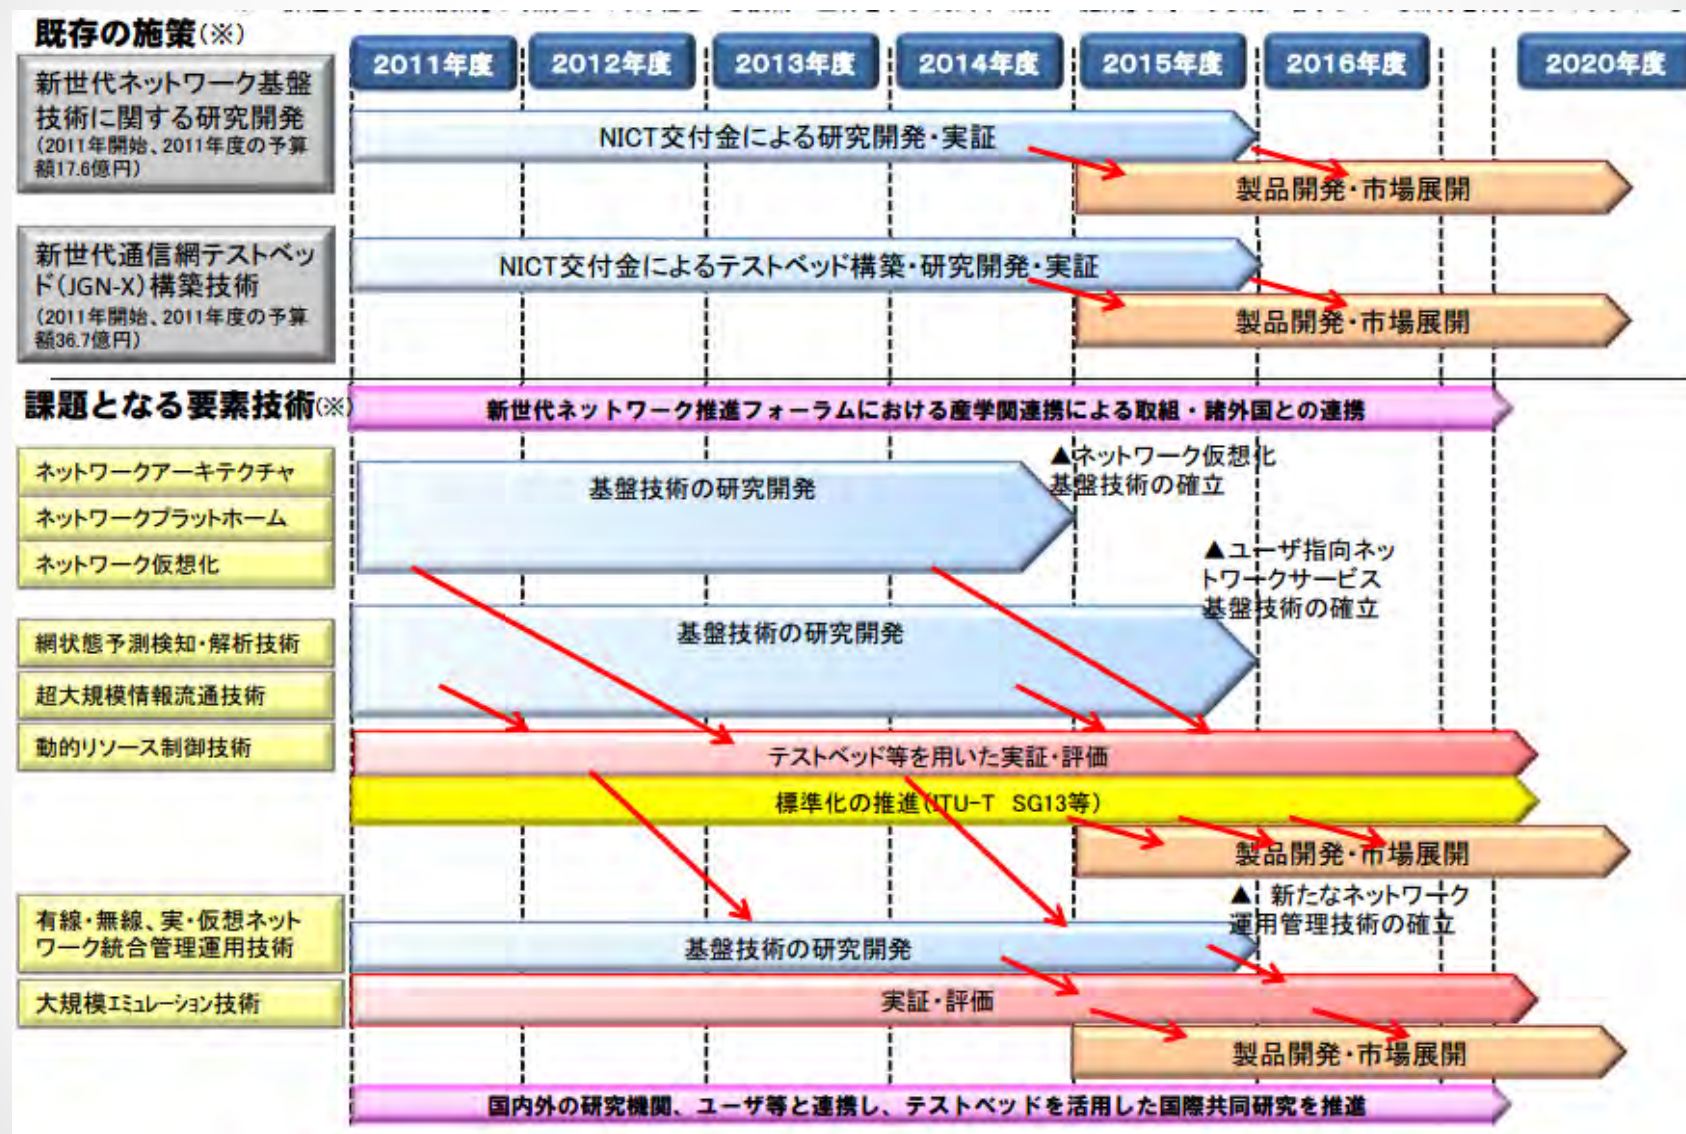 既存の施策(※)
2011年度
2012年度
2013年度
2014年度
2015年度
2016年度
2020年度
新世代ネットワーク基盤
技術に関する研究開発
(2011年開始、2011年度の予算
額17.6億円)
NICT交付金による研究開発・実証
製品開発・市場展開
新世代通信網テストベッ
ド(JGN-X)構築技術
(2011年開始、2011年度の予算
額36.7億円)
NICT交付金によるテストベッド構築・研究開発・実証
製品開発・市場展開
課題となる要素技術(※)
新世代ネットワーク推進フォーラムにおける産学関連携による取組・諸外国との連携
ネットワークアーキテクチャ
ネットワークプラットホーム
ネットワーク仮想化
基盤技術の研究開発
▲ネットワーク仮想化
基盤技術の確立
▲ユーザ指向ネッ
トワークサービス
基盤技術の確立
網状態予測検知・解析技術
超大規模情報流通技術
動的リソース制御技術
基盤技術の研究開発
テストベッド等を用いた実証・評価
標準化の推進(ITU-T SG13等)
製品開発・市場展開
▲ 新たなネットワーク
運用管理技術の確立
有線・無線、実・仮想ネット
ワーク統合管理運用技術
大規模エミュレーション技術
基盤技術の研究開発
実証・評価
製品開発・市場展開
国内外の研究機関、ユーザ等と連携し、テストベッドを活用した国際共同研究を推進